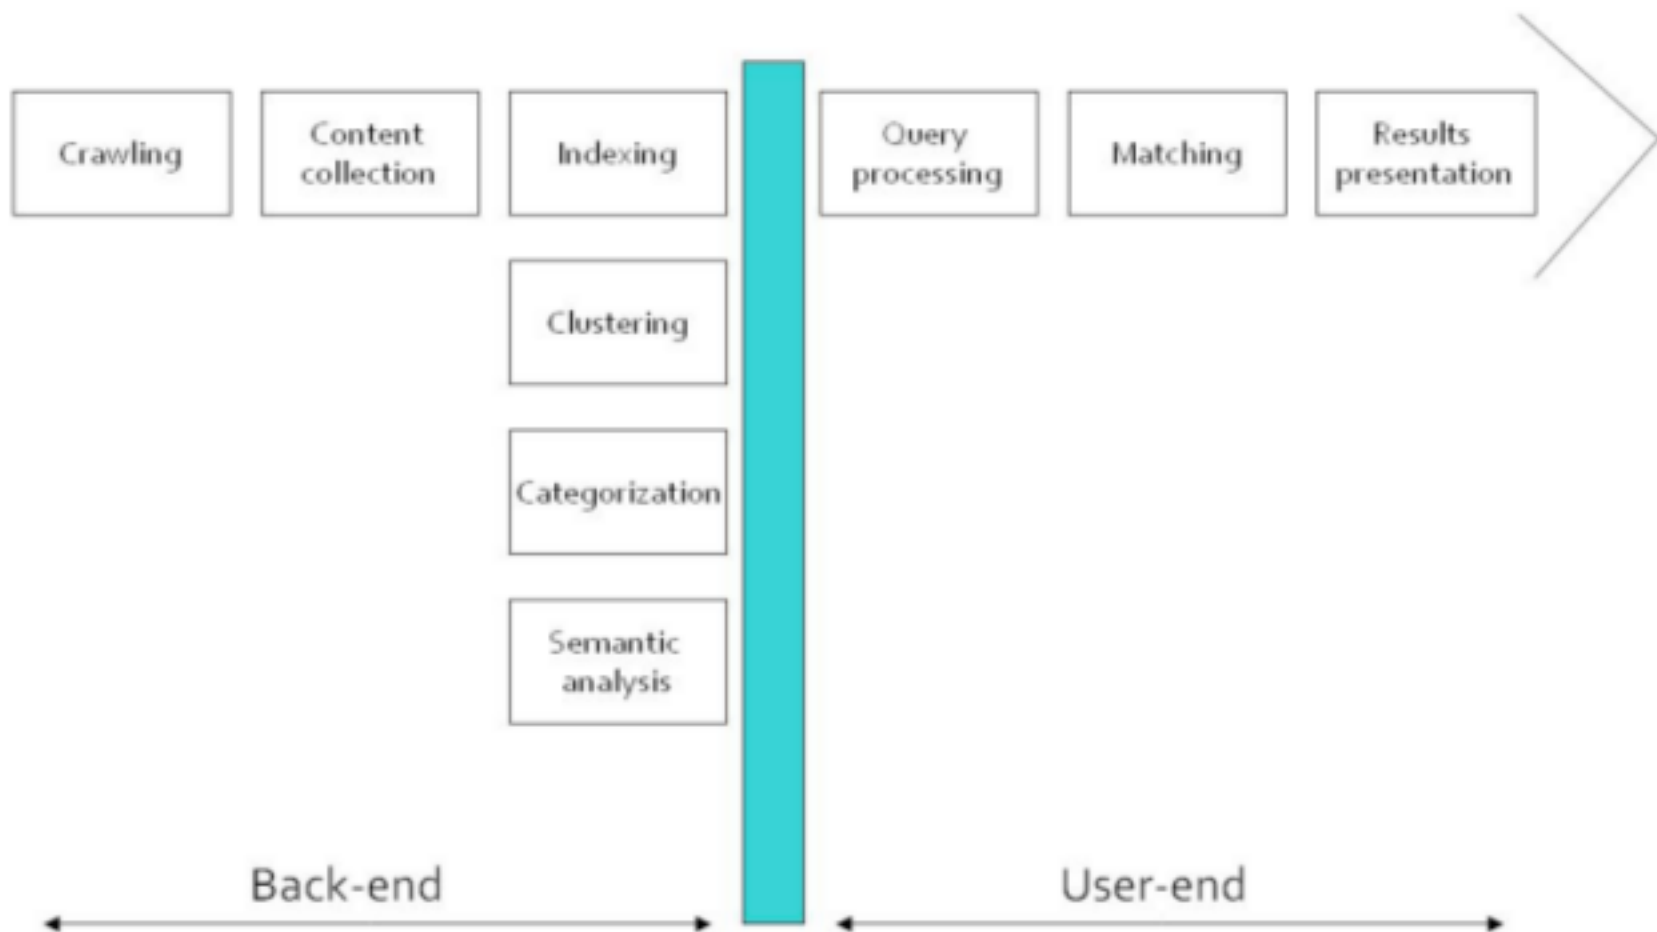 Crawling
Content
collection
Indexing
Query
processing
Matching
Results
presentation
Clustering
Categorization
Semantic
analysis
Back-end
User-end